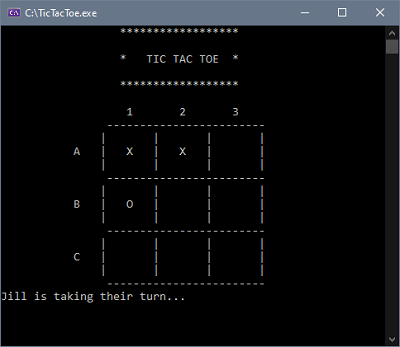 C:\TicTacToe.exe
******************
* TIC TAC TOE *
******************
1 2 3
------------------------
| | | |
A | X | X | |
| | | |
------------------------
| | | |
B | O | | |
| | | |
------------------------
| | | |
C | | | |
| | | |
------------------------
Jill is taking their turn...